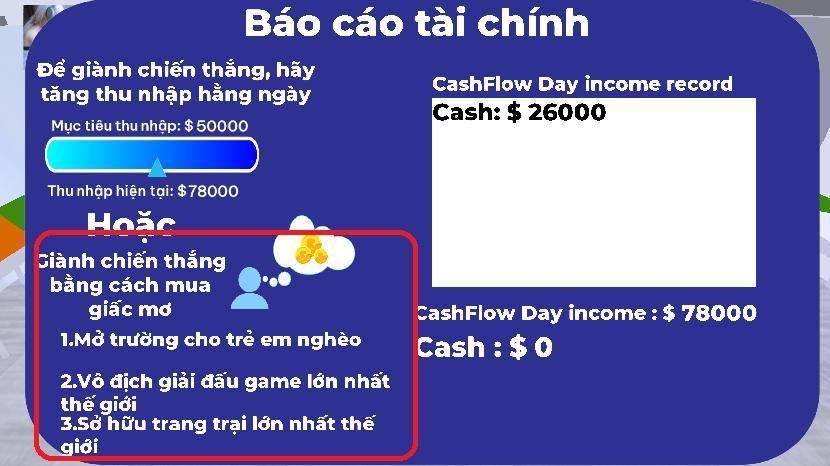 Báo cáo tài chính
Để giành chiến thắng, hãy
tăng thu nhập hằng ngày
Mục tiêu thu nhập: $ 50000
Thu nhập hiện tại: $78000
Hoặc
Giành chiến thắng
bằng cách mua
giấc mơ
1.Mở trường cho trẻ em nghèo
2.Vô địch giải đấu game lớn nhất
thế giới
3.Sở hữu trang trại lớn nhất thế
giới
CashFlow Day income record
Cash: $ 26000
CashFlow Day income : $ 78000
Cash : $ 0